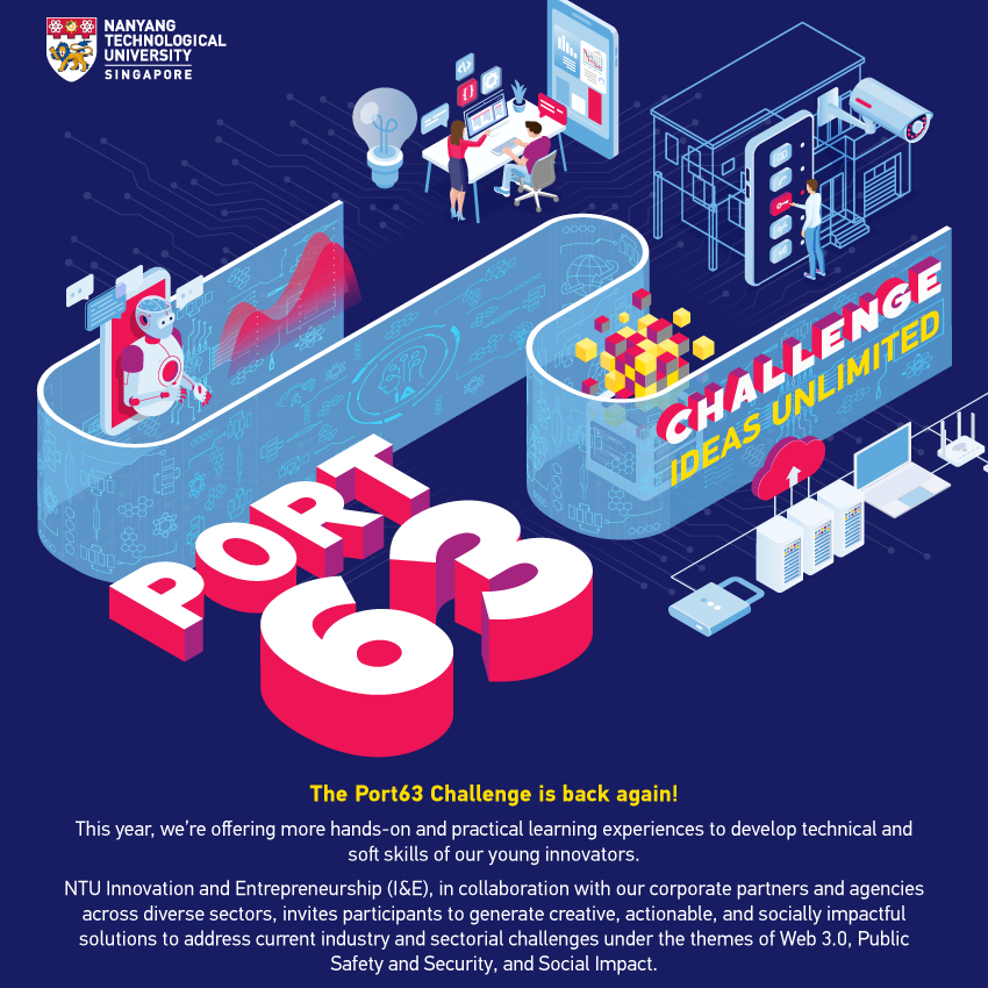 NANYANG
TECHNOLOGICAL
UNIVERSITY
SINGAPORE
CHALLENGE
IDEAS UNLIMITED
PORT
63
The Port63 Challenge is back again!
This year, we’re offering more hands-on and practical learning experiences to develop technical and
soft skills of our young innovators.
NTU Innovation and Entrepreneurship (I&E), in collaboration with our corporate partners and agencies
across diverse sectors, invites participants to generate creative, actionable, and socially impactful
solutions to address current industry and sectorial challenges under the themes of Web 3.0, Public
Safety and Security, and Social Impact.